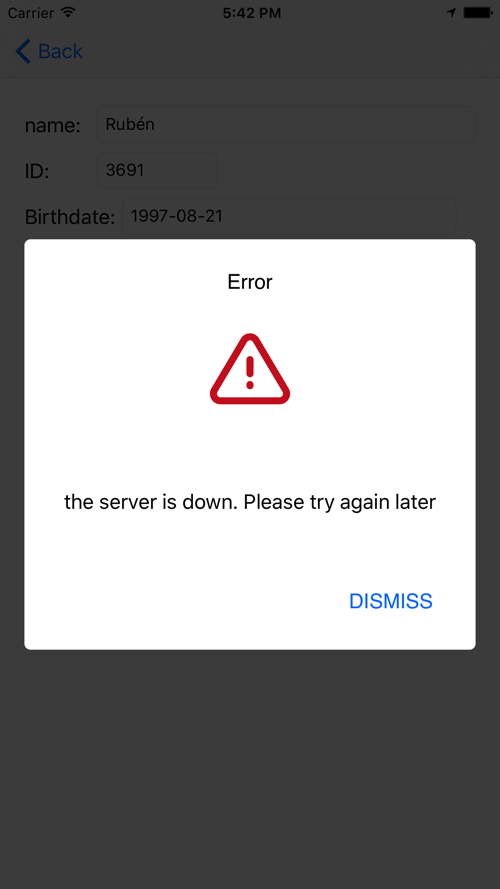 Carrier 5:42 PM
Back
name: Rubén
ID: 3691
Birthdate: 1997-08-21
Error
the server is down. Please try again later
DISMISS